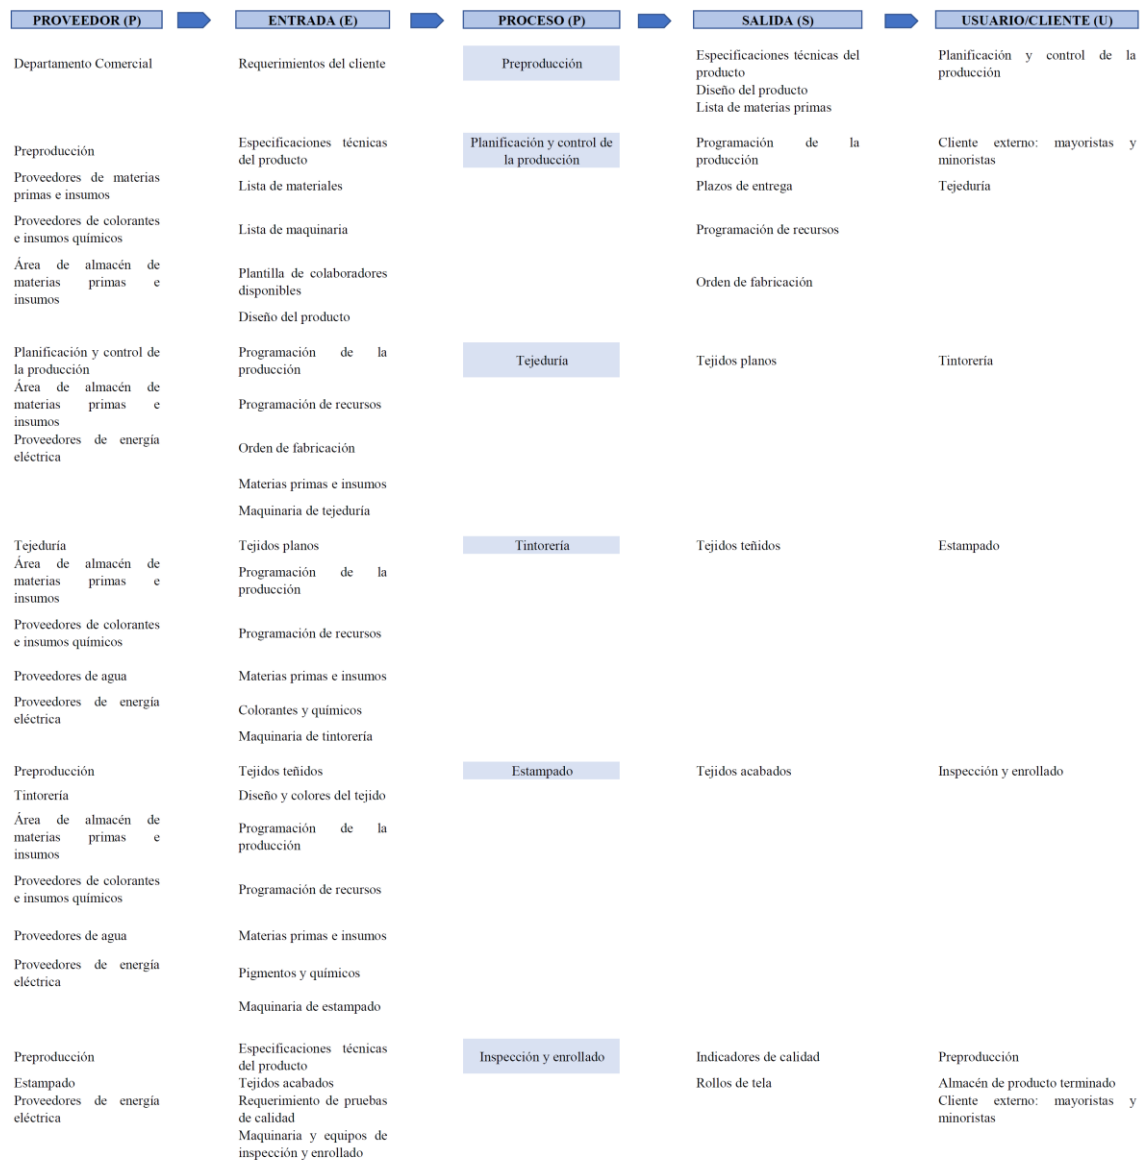 PROVEEDOR (P) ENTRADA (E) PROCESO (P) SALIDA (S) USUARIO/CLIENTE (U)
Departamento Comercial
Requerimientos del cliente
Preproducción
Especificaciones técnicas del
producto
Diseño del producto
Lista de materias primas
Planificación y control de la
producción
Preproducción
Proveedores de materias
primas e insumos
Proveedores de colorantes
e insumos químicos
Área de almacén de
materias primas e
insumos
Especificaciones técnicas
del producto
Lista de materiales
Lista de maquinaria
Plantilla de colaboradores
disponibles
Diseño del producto
Planificación y control de
la producción
Programación de la
producción
Plazos de entrega
Programación de recursos
Orden de fabricación
Cliente externo: mayoristas y
minoristas
Tejeduría
Planificación y control de
la producción
Área de almacén de
materias primas e
insumos
Proveedores de energía
eléctrica
Programación de la
producción
Programación de recursos
Orden de fabricación
Materias primas e insumos
Maquinaria de tejeduría
Tejeduría
Tejidos planos
Tintorería
Tejeduría
Área de almacén de
materias primas e
insumos
Proveedores de colorantes
e insumos químicos
Proveedores de agua
Proveedores de energía
eléctrica
Tejidos planos
Programación de la
producción
Programación de recursos
Materias primas e insumos
Colorantes y químicos
Maquinaria de tintorería
Tintorería
Tejidos teñidos
Estampado
Preproducción
Tintorería
Área de almacén de
materias primas e
insumos
Proveedores de colorantes
e insumos químicos
Proveedores de agua
Proveedores de energía
eléctrica
Tejidos teñidos
Diseño y colores del tejido
Programación de la
producción
Programación de recursos
Materias primas e insumos
Pigmentos y químicos
Maquinaria de estampado
Estampado
Tejidos acabados
Inspección y enrollado
Preproducción
Estampado
Proveedores de energía
eléctrica
Especificaciones técnicas
del producto
Tejidos acabados
Requerimiento de pruebas
de calidad
Maquinaria y equipos de
inspección y enrollado
Inspección y enrollado
Indicadores de calidad
Rollos de tela
Preproducción
Almacén de producto terminado
Cliente externo: mayoristas y
minoristas